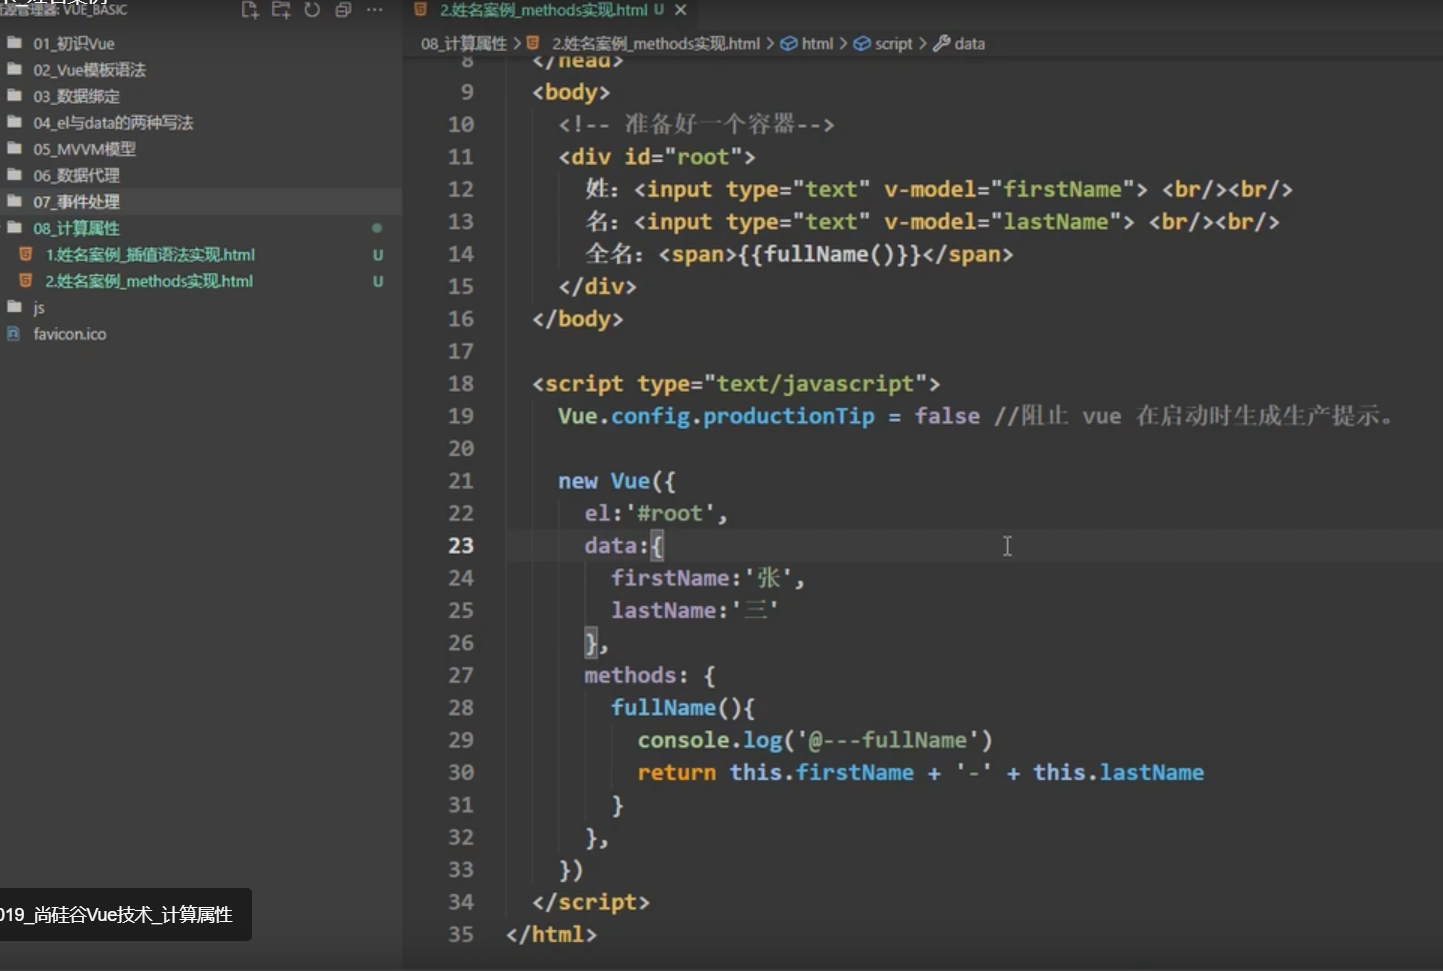 VUE_BASIC
01_初识Vue
02_Vue模板语法
03_数据绑定
04_el与data的两种写法
05_MVVM模型
06_数据代理
07_事件处理
08_计算属性
1.姓名案例_插值语法实现.html U
2.姓名案例_methods实现.html U
js
favicon.ico
2.姓名案例_methods实现.html U
08_计算属性 > 2.姓名案例_methods实现.html > html > script > data
8 </head>
9 <body>
10 <!-- 准备好一个容器-->
11 <div id="root">
12 姓：<input type="text" v-model="firstName"> <br/><br/>
13 名：<input type="text" v-model="lastName"> <br/><br/>
14 全名：<span>{{fullName()}}</span>
15 </div>
16 </body>
17
18 <script type="text/javascript">
19 Vue.config.productionTip = false //阻止 vue 在启动时生成生产提示。
20
21 new Vue({
22 el:'#root',
23 data:{
24 firstName:'张',
25 lastName:'三'
26 },
27 methods: {
28 fullName(){
29 console.log('@---fullName')
30 return this.firstName + '-' + this.lastName
31 }
32 },
33 })
34 </script>
35 </html>
019_尚硅谷Vue技术_计算属性